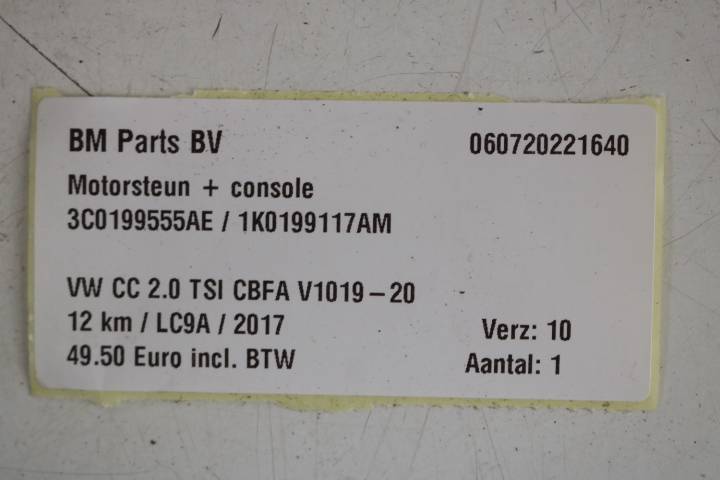 BM Parts BV 060720221640
Motorsteun + console
3C0199555AE / 1K0199117AM
VW CC 2.0 TSI CBFA V1019-20
12 km / LC9A / 2017 Verz: 10
49.50 Euro incl. BTW Aantal: 1